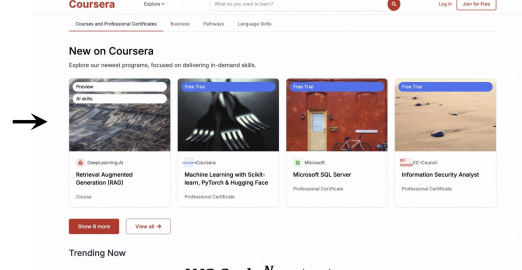 Coursera
Explore
What do you want to learn?
Log In
Join for Free
Courses and Professional Certificates
Business
Pathways
Language Skills
New on Coursera
Explore our newest programs, focused on delivering in-demand skills.
Preview
AI skills
Free Trial
Free Trial
Free Trial
DeepLearning.AI
Coursera
Microsoft
EC-Council
Retrieval Augmented
Generation (RAG)
Machine Learning with Scikit-
learn, PyTorch & Hugging Face
Microsoft SQL Server
Information Security Analyst
Course
Professional Certificate
Professional Certificate
Professional Certificate
Show 8 more
View all →
Trending Now